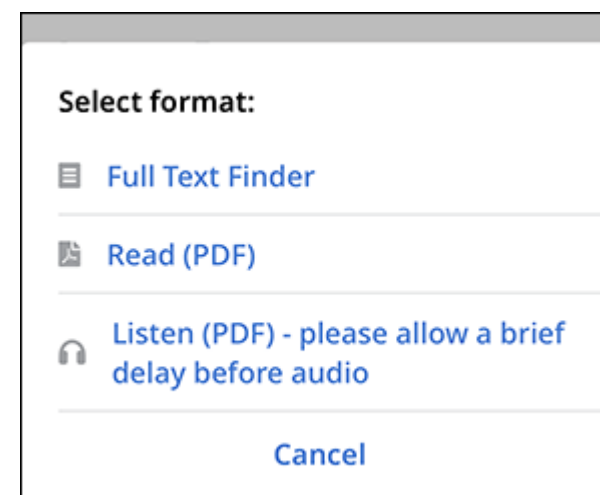 Select format:
Full Text Finder
Read (PDF)
Listen (PDF) - please allow a brief
delay before audio
Cancel